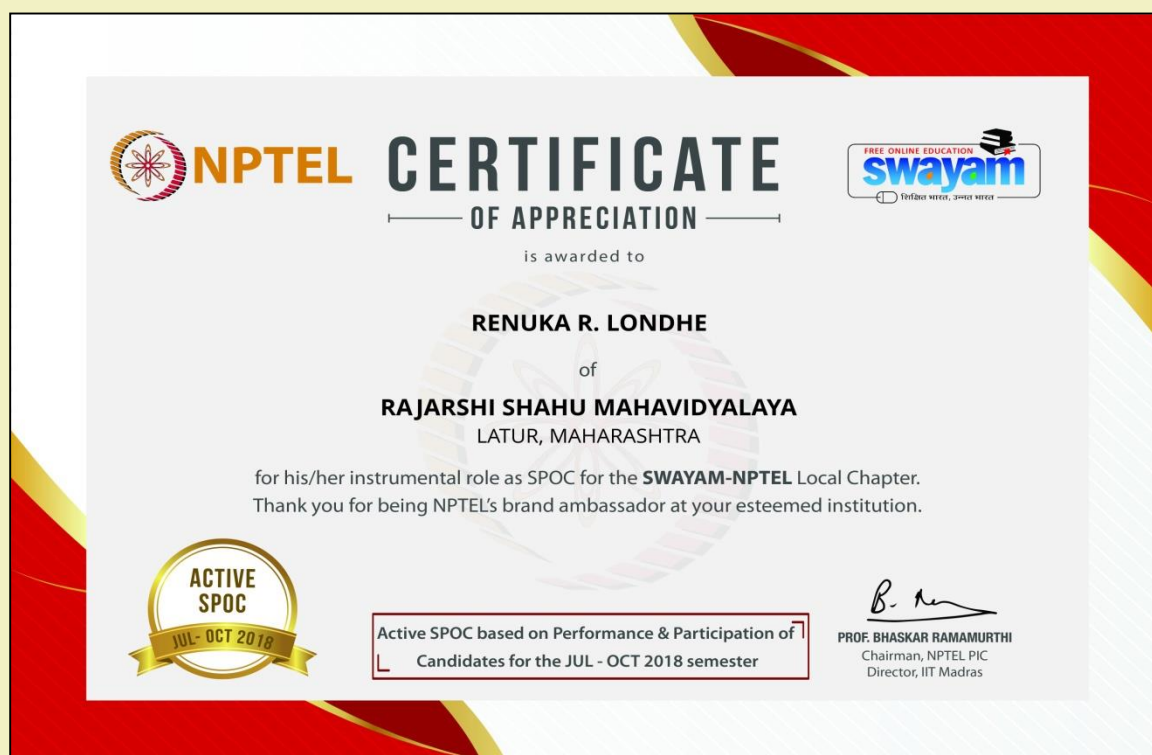 NPTEL
CERTIFICATE
OF APPRECIATION
FREE ONLINE EDUCATION
swayam
शिक्षित भारत, उन्नत भारत
is awarded to
RENUKA R. LONDHE
of
RAJARSHI SHAHU MAHAVIDYALAYA
LATUR, MAHARASHTRA
for his/her instrumental role as SPOC for the SWAYAM-NPTEL Local Chapter.
Thank you for being NPTEL's brand ambassador at your esteemed institution.
ACTIVE
SPOC
JUL- OCT 2018
Active SPOC based on Performance & Participation of
Candidates for the JUL - OCT 2018 semester
PROF. BHASKAR RAMAMURTHI
Chairman, NPTEL PIC
Director, IIT Madras